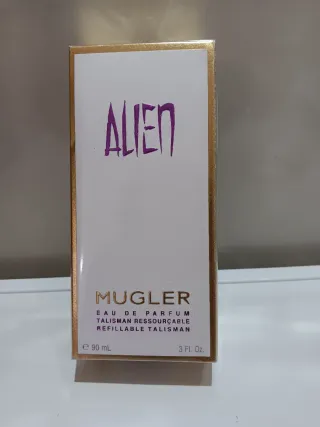 ALIEN
MUGLER
EAU DE PARFUM
TALISMAN RESSOURÇABLE
REFILLABLE TALISMAN
℮ 90 mL 3 Fl. Oz.